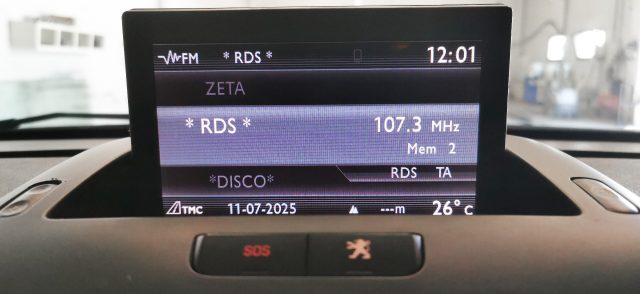 FM *RDS* 12:01
ZETA
*RDS* 107.3 MHz
Mem 2
*DISCO* RDS TA
TMC 11-07-2025 ---m 26°C
SOS